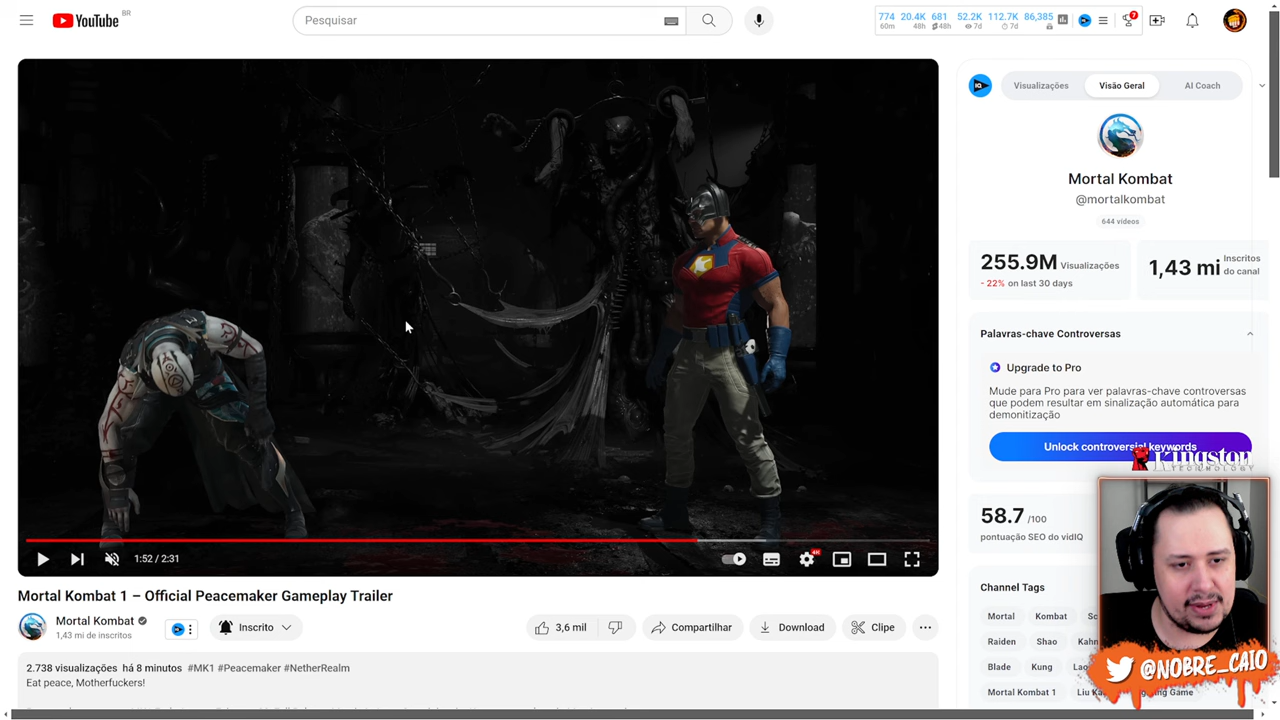 YouTube BR
Pesquisar
774 20.4K 681 52.2K 112.7K 86,385
60m 48h 48h 7d 7d
7
Visualizações Visão Geral AI Coach
Mortal Kombat
@mortalkombat
644 vídeos
255.9M Visualizações
- 22% on last 30 days
1,43 mi Inscritos do canal
Palavras-chave Controversas
Upgrade to Pro
Mude para Pro para ver palavras-chave controversas
que podem resultar em sinalização automática para
demonitização
Unlock controversial keywords
Kingston
TECHNOLOGY
58.7 /100
pontuação SEO do vidIQ
Channel Tags
Mortal Kombat
Raiden Shao
Blade Kung
Mortal Kombat 1
Game
@NOBRE_CAIO
1:52 / 2:31
4K
Mortal Kombat 1 – Official Peacemaker Gameplay Trailer
Mortal Kombat
1,43 mi de inscritos
Inscrito
3,6 mil
Compartilhar
Download
Clipe
2.738 visualizações há 8 minutos #MK1 #Peacemaker #NetherRealm
Eat peace, Motherfuckers!